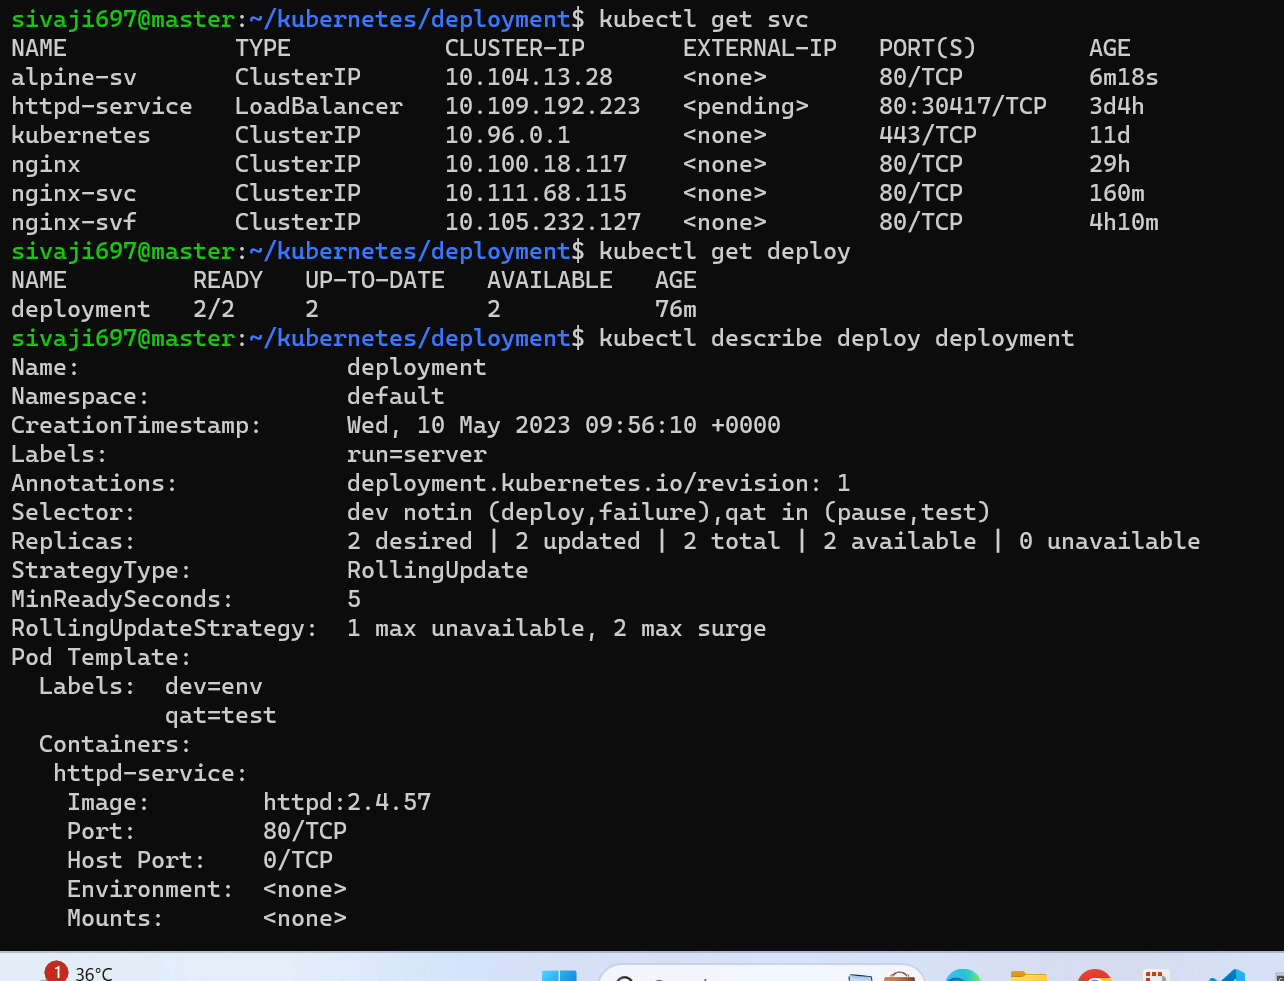 sivaji697@master:~/kubernetes/deployment$ kubectl get svc
NAME            TYPE           CLUSTER-IP       EXTERNAL-IP   PORT(S)        AGE
alpine-sv       ClusterIP      10.104.13.28     <none>        80/TCP         6m18s
httpd-service   LoadBalancer   10.109.192.223   <pending>     80:30417/TCP   3d4h
kubernetes      ClusterIP      10.96.0.1        <none>        443/TCP        11d
nginx           ClusterIP      10.100.18.117    <none>        80/TCP         29h
nginx-svc       ClusterIP      10.111.68.115    <none>        80/TCP         160m
nginx-svf       ClusterIP      10.105.232.127   <none>        80/TCP         4h10m
sivaji697@master:~/kubernetes/deployment$ kubectl get deploy
NAME         READY   UP-TO-DATE   AVAILABLE   AGE
deployment   2/2     2            2           76m
sivaji697@master:~/kubernetes/deployment$ kubectl describe deploy deployment
Name:                   deployment
Namespace:              default
CreationTimestamp:      Wed, 10 May 2023 09:56:10 +0000
Labels:                 run=server
Annotations:            deployment.kubernetes.io/revision: 1
Selector:               dev notin (deploy,failure),qat in (pause,test)
Replicas:               2 desired | 2 updated | 2 total | 2 available | 0 unavailable
StrategyType:           RollingUpdate
MinReadySeconds:        5
RollingUpdateStrategy:  1 max unavailable, 2 max surge
Pod Template:
  Labels:  dev=env
           qat=test
  Containers:
   httpd-service:
    Image:        httpd:2.4.57
    Port:         80/TCP
    Host Port:    0/TCP
    Environment:  <none>
    Mounts:       <none>
1 36°C